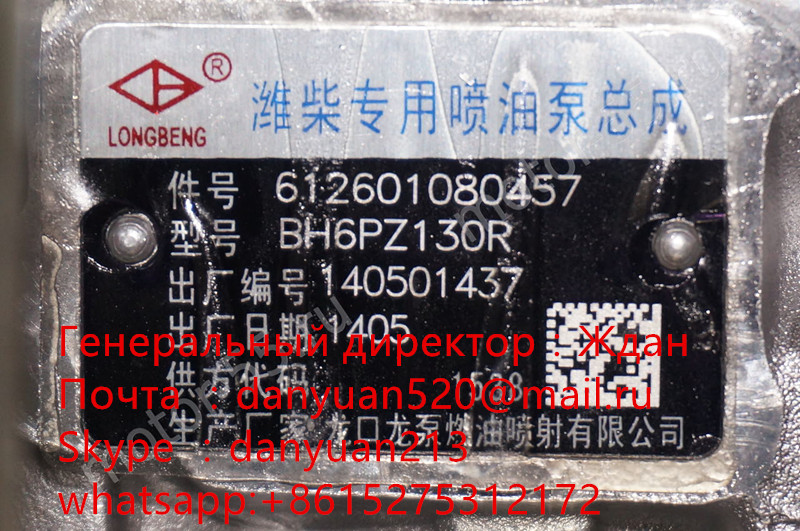 ®
LONGBENG
潍柴专用喷油泵总成
件号 612601080457
型号 BH6PZ130R
出厂编号 140501437
出厂日期 1405
Генеральный директор : Ждан
供方代码
Почта : danyuan520@mail.ru
生产厂家 龙口龙泵燃油喷射有限公司
Skype : danyuan213
whatsapp:+8615275312172